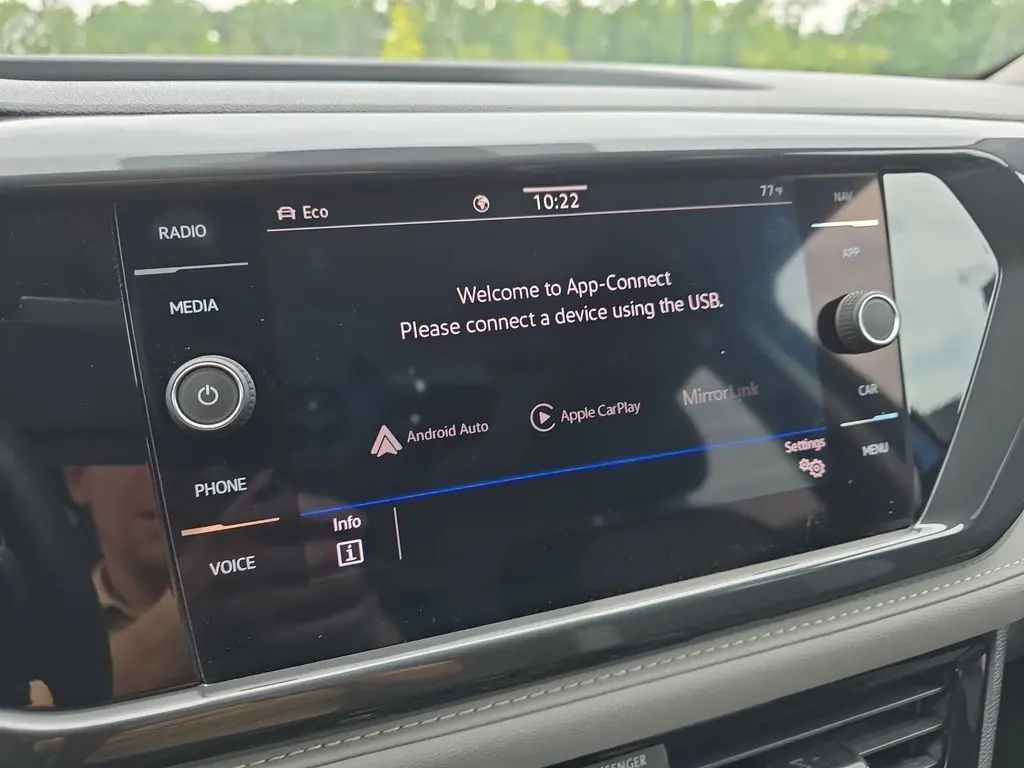 RADIO
MEDIA
PHONE
VOICE
Eco
10:22
77°F
Welcome to App-Connect
Please connect a device using the USB.
Android Auto
Apple CarPlay
MirrorLink
Settings
Info
NAV
APP
CAR
MENU